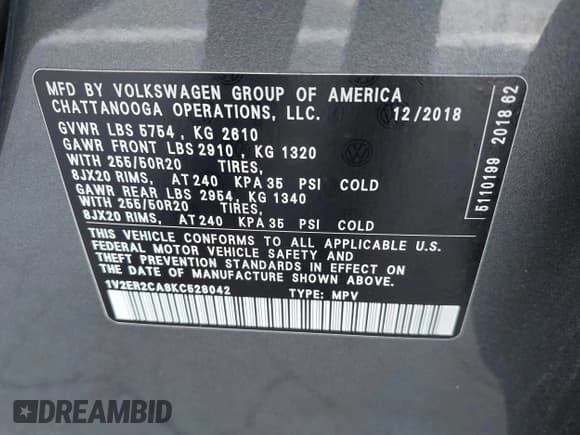 MFD BY VOLKSWAGEN GROUP OF AMERICA
CHATTANOOGA OPERATIONS, LLC. 12/2018
GVWR LBS 5754 , KG 2610
GAWR FRONT LBS 2910 , KG 1320
WITH 255/50R20 TIRES,
8JX20 RIMS, AT 240 KPA 35 PSI COLD
GAWR REAR LBS 2954, KG 1340
WITH 255/50R20 TIRES,
8JX20 RIMS, AT 240 KPA 35 PSI COLD
THIS VEHICLE CONFORMS TO ALL APPLICABLE U.S.
FEDERAL MOTOR VEHICLE SAFETY AND
THEFT PREVENTION STANDARDS IN EFFECT ON
THE DATE OF MANUFACTURE SHOWN ABOVE.
1V2ER2CA8KC528042 TYPE: MPV
5110199 2018 62
DREAMBID